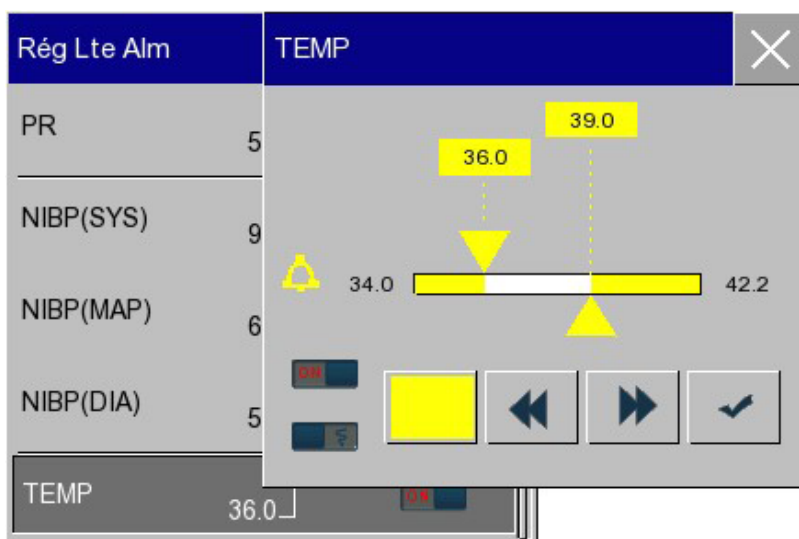 Rég Lte Alm
TEMP
PR
5
39.0
36.0
NIBP(SYS)
9
34.0
42.2
NIBP(MAP)
6
ON
NIBP(DIA)
5
TEMP
36.0
ON